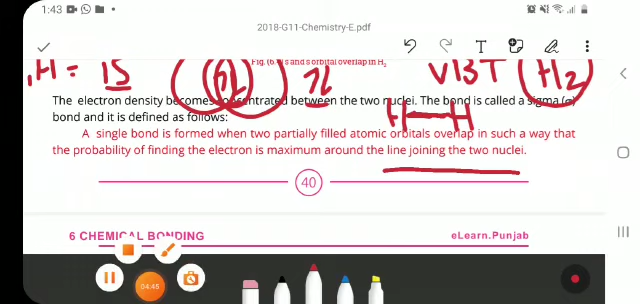 1:43
2018-G11-Chemistry-E.pdf
₁H = 1S
VBT (H₂)
Fig. (6.4) s and s orbital overlap in H₂
The electron density becomes concentrated between the two nuclei. The bond is called a sigma (σ)
bond and it is defined as follows:
H—H
A single bond is formed when two partially filled atomic orbitals overlap in such a way that
the probability of finding the electron is maximum around the line joining the two nuclei.
40
6 CHEMICAL BONDING
eLearn.Punjab
04:45